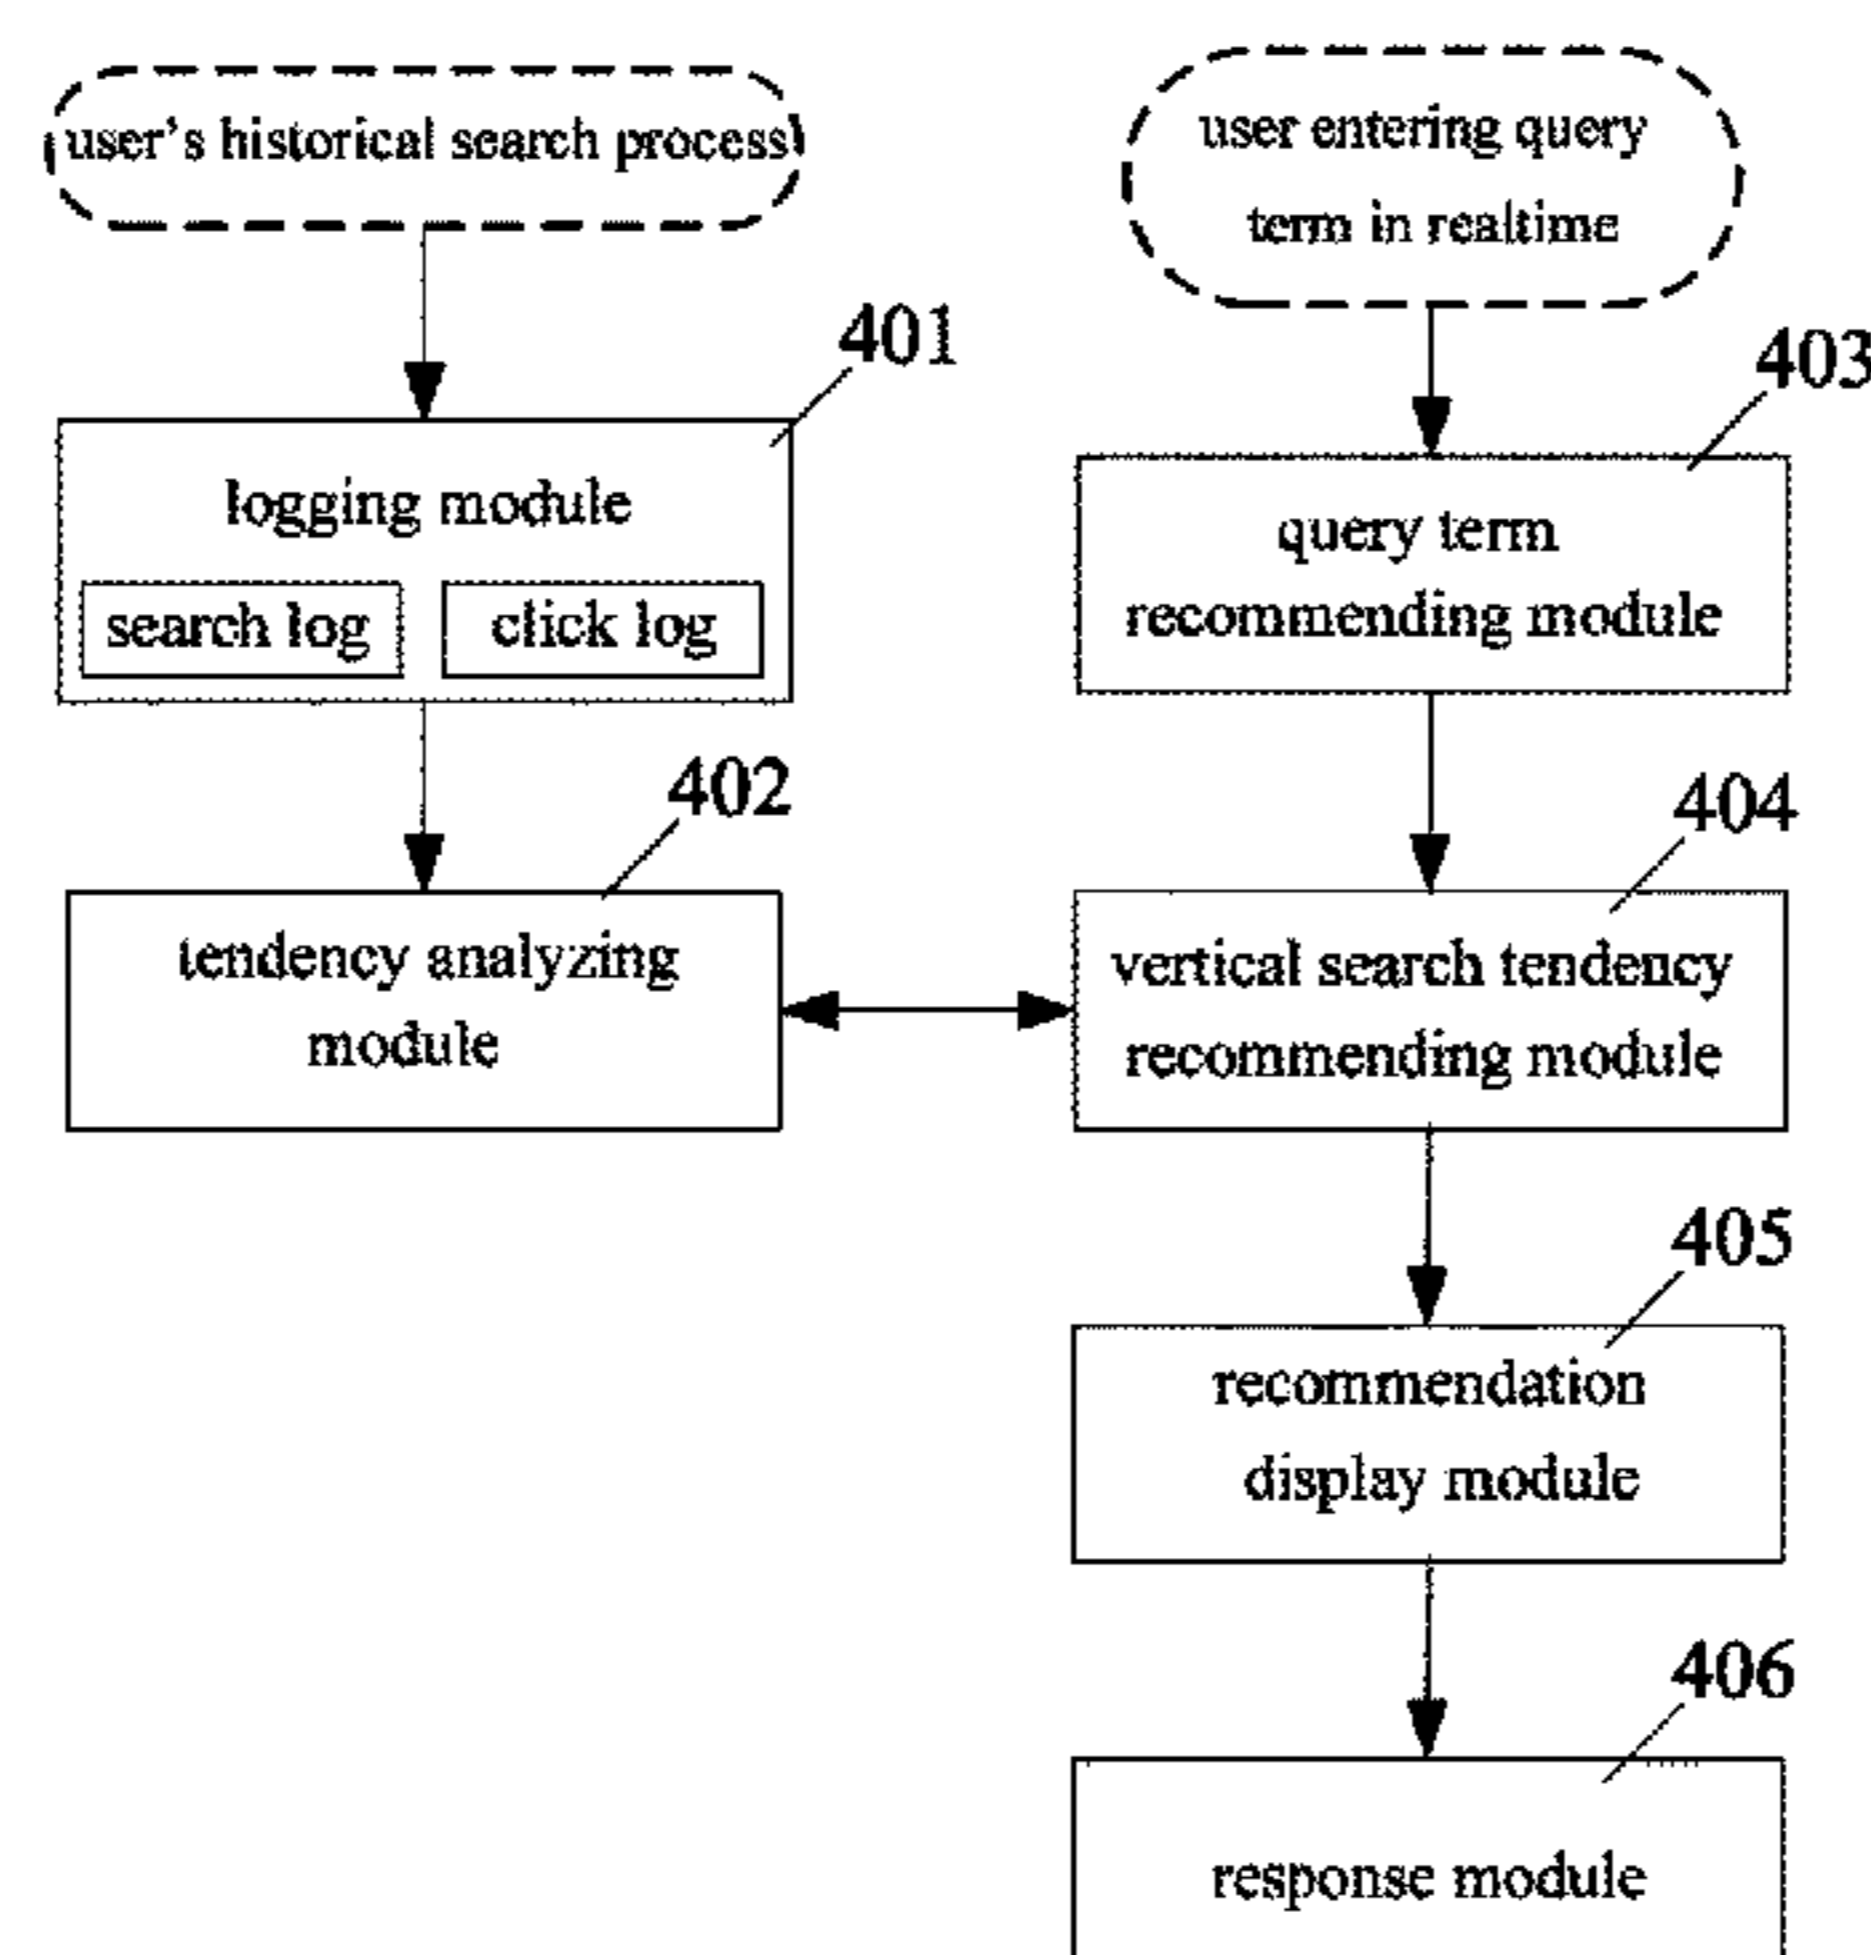 user's historical search process
user entering query
term in realtime
401
403
logging module
search log
click log
query term
recommending module
402
404
tendency analyzing
module
vertical search tendency
recommending module
405
recommendation
display module
406
response module